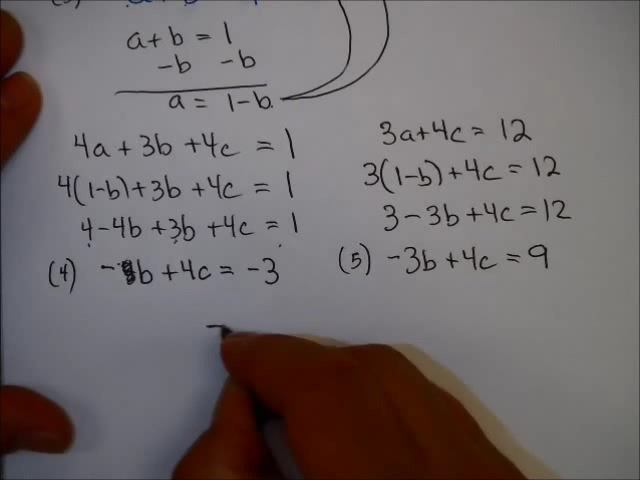 a + b = 1
-b -b
a = 1 - b
4a + 3b + 4c = 1
4(1-b) + 3b + 4c = 1
4 - 4b + 3b + 4c = 1
(4) -b + 4c = -3
3a + 4c = 12
3(1-b) + 4c = 12
3 - 3b + 4c = 12
(5) -3b + 4c = 9